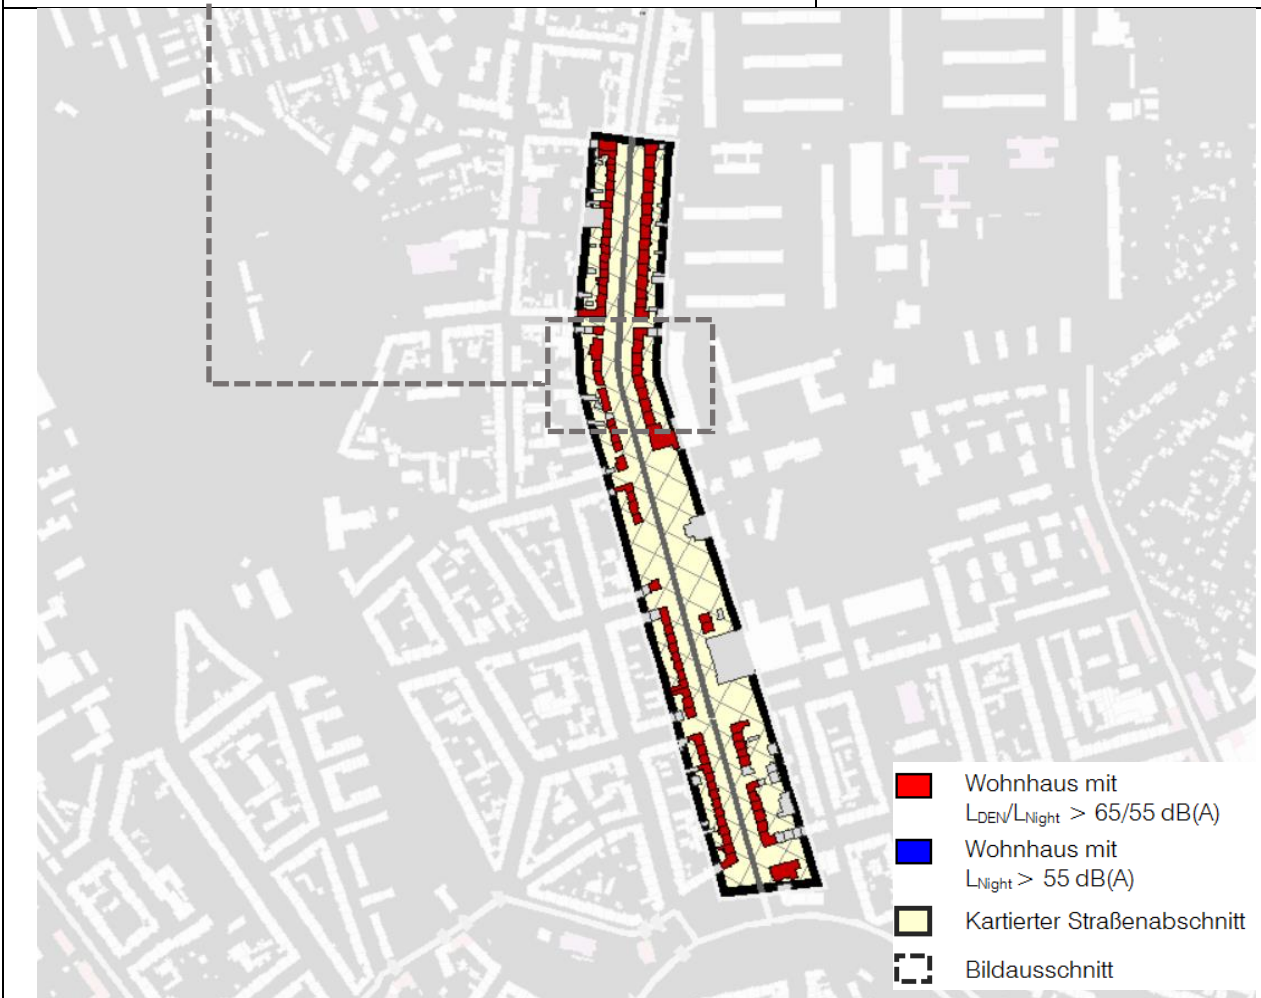 Wohnhaus mit
LDEN/LNight > 65/55 dB(A)
Wohnhaus mit
LNight > 55 dB(A)
Kartierter Straßenabschnitt
Bildausschnitt